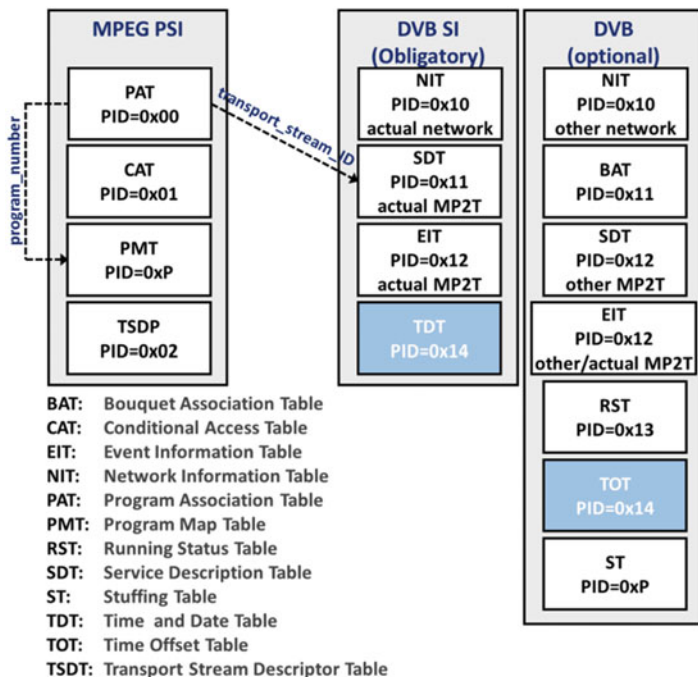 MPEG PSI
PAT
PID=0x00
CAT
PID=0x01
PMT
PID=0xP
TSDP
PID=0x02
program_number
transport_stream_ID
DVB SI
(Obligatory)
NIT
PID=0x10
actual network
SDT
PID=0x11
actual MP2T
EIT
PID=0x12
actual MP2T
TDT
PID=0x14
DVB
(optional)
NIT
PID=0x10
other network
BAT
PID=0x11
SDT
PID=0x12
other MP2T
EIT
PID=0x12
other/actual MP2T
RST
PID=0x13
TOT
PID=0x14
ST
PID=0xP
BAT: Bouquet Association Table
CAT: Conditional Access Table
EIT: Event Information Table
NIT: Network Information Table
PAT: Program Association Table
PMT: Program Map Table
RST: Running Status Table
SDT: Service Description Table
ST: Stuffing Table
TDT: Time and Date Table
TOT: Time Offset Table
TSDT: Transport Stream Descriptor Table